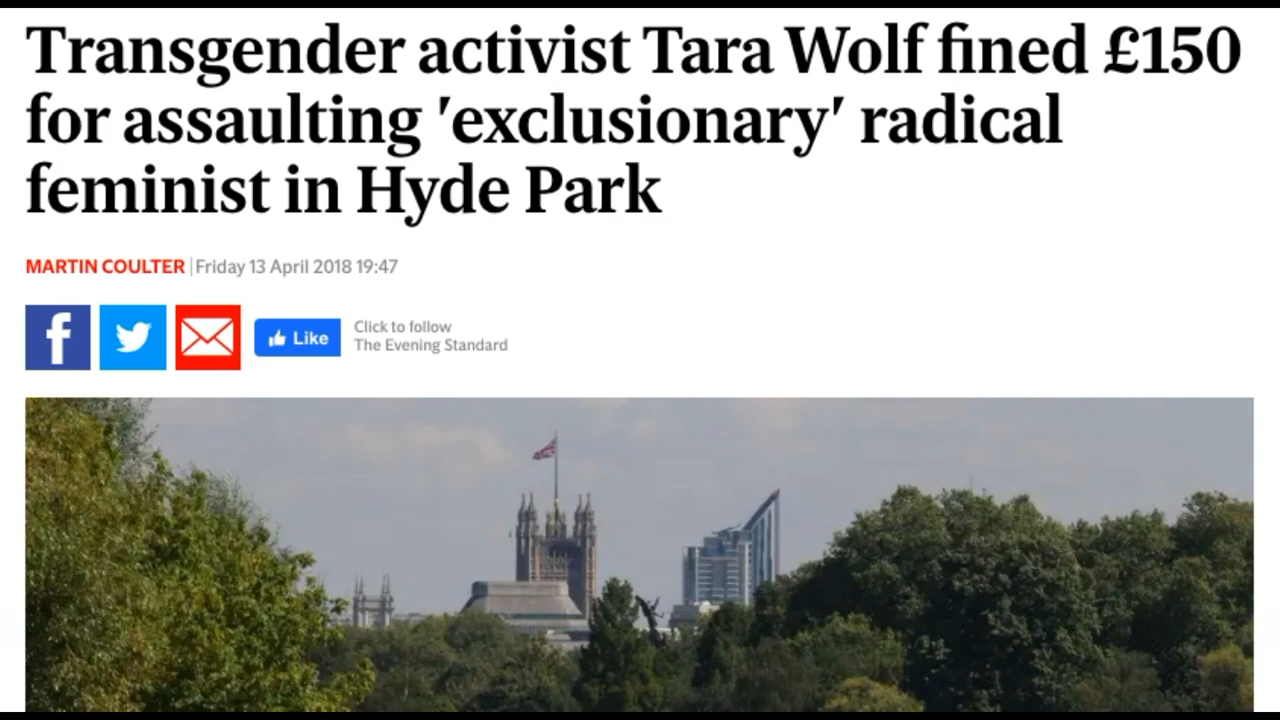 Transgender activist Tara Wolf fined £150
for assaulting 'exclusionary' radical
feminist in Hyde Park
MARTIN COULTER | Friday 13 April 2018 19:47
Like
Click to follow
The Evening Standard